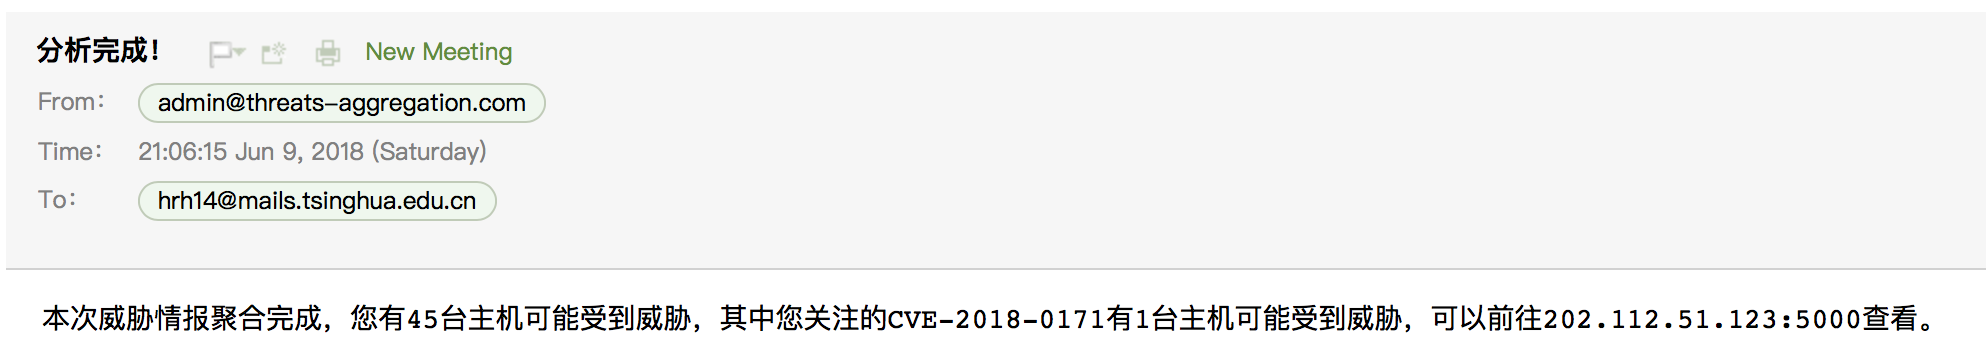 分析完成！ New Meeting
From： admin@threats-aggregation.com
Time： 21:06:15 Jun 9, 2018 (Saturday)
To： hrh14@mails.tsinghua.edu.cn
本次威胁情报聚合完成，您有45台主机可能受到威胁，其中您关注的CVE-2018-0171有1台主机可能受到威胁，可以前往202.112.51.123:5000查看。